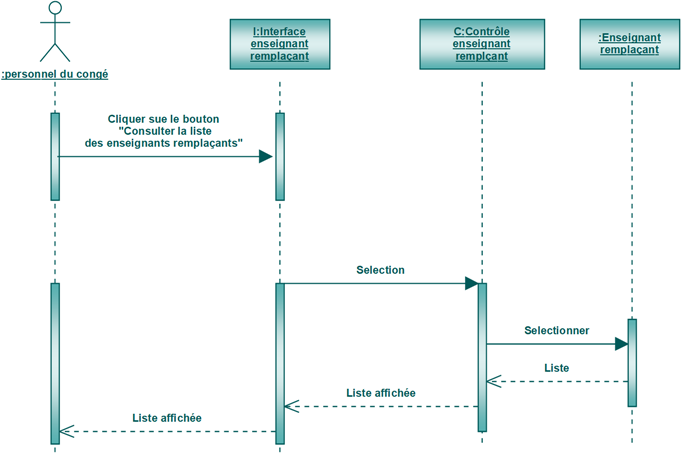 :personnel du congé
I:Interface
enseignant
remplaçant
C:Contrôle
enseignant
remplçant
:Enseignant
remplaçant
Cliquer sue le bouton
"Consulter la liste
des enseignants remplaçants"
Selection
Selectionner
Liste
Liste affichée
Liste affichée